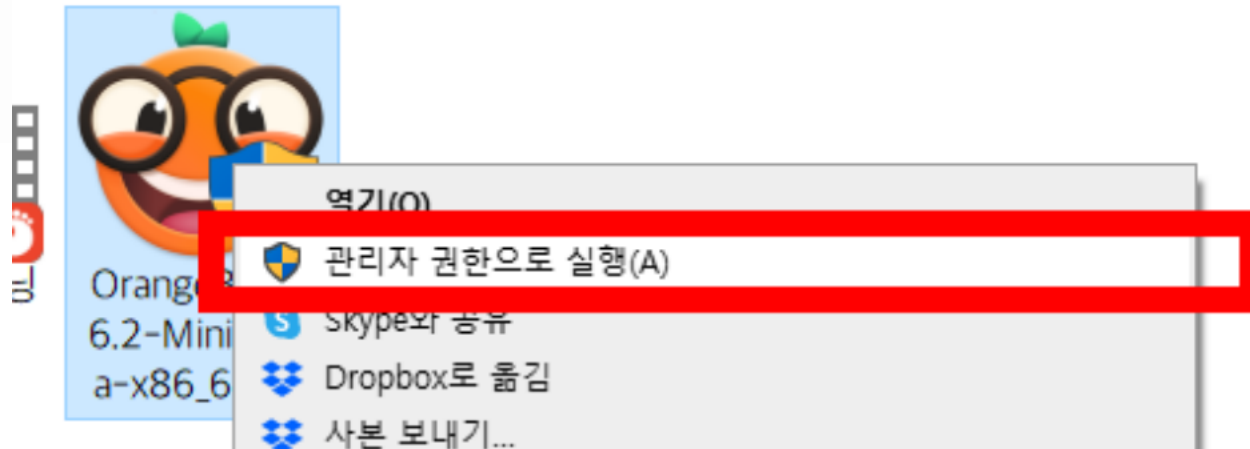 역기(O)
관리자 권한으로 실행(A)
Skype와 공유
Dropbox로 옮김
사본 보내기...
Orange
6.2-Mini
a-x86_6